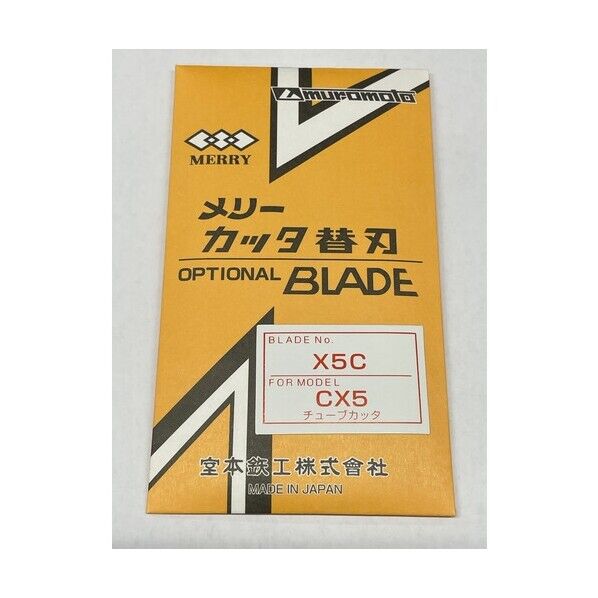 muromoto
MERRY
メリー
カッタ替刃
OPTIONAL BLADE
BLADE No.
X5C
FOR MODEL
CX5
チューブカッタ
室本鉄工株式會社
MADE IN JAPAN